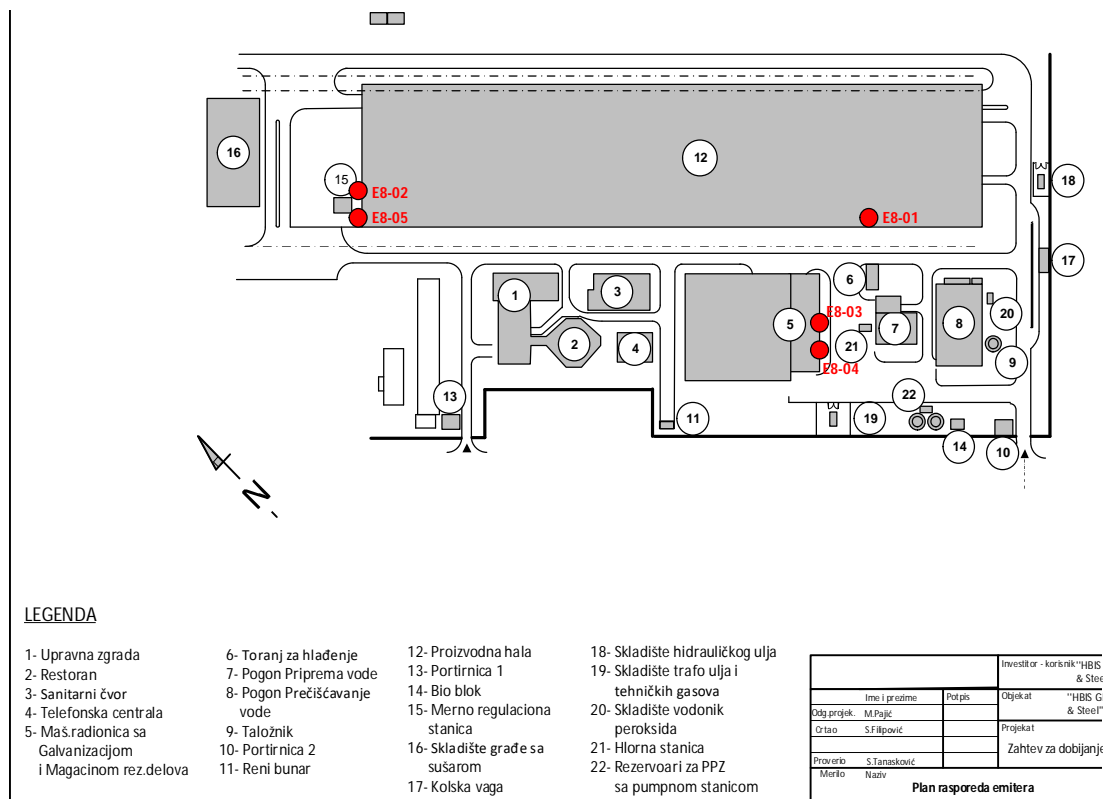 16
12
15
E8-02
E8-05
E8-01
18
17
6
1
3
5
E8-03
7
8
20
2
4
21
9
E8-04
13
11
22
19
14
10
N
LEGENDA
1- Upravna zgrada
2- Restoran
3- Sanitarni čvor
4- Telefonska centrala
5- Maš.radionica sa
Galvanizacijom
i Magacinom rez.delova
6- Toranj za hlađenje
7- Pogon Priprema vode
8- Pogon Prečišćavanje
vode
9- Taložnik
10- Portirnica 2
11- Reni bunar
12- Proizvodna hala
13- Portirnica 1
14- Bio blok
15- Merno regulaciona
stanica
16- Skladište građe sa
sušarom
17- Kolska vaga
18- Skladište hidrauličkog ulja
19- Skladište trafo ulja i
tehničkih gasova
20- Skladište vodonik
peroksida
21- Hlorna stanica
22- Rezervoari za PPZ
sa pumpnom stanicom
Investitor - korisnik "HBIS
& Stee
Ime i prezime Potpis Objekat "HBIS G
& Steel"
Odg.projek. M.Pajić
Crtao S.Filipović Projekat
Zahtev za dobijanje
Proverio S.Tanasković
Merilo Naziv
Plan rasporeda emitera